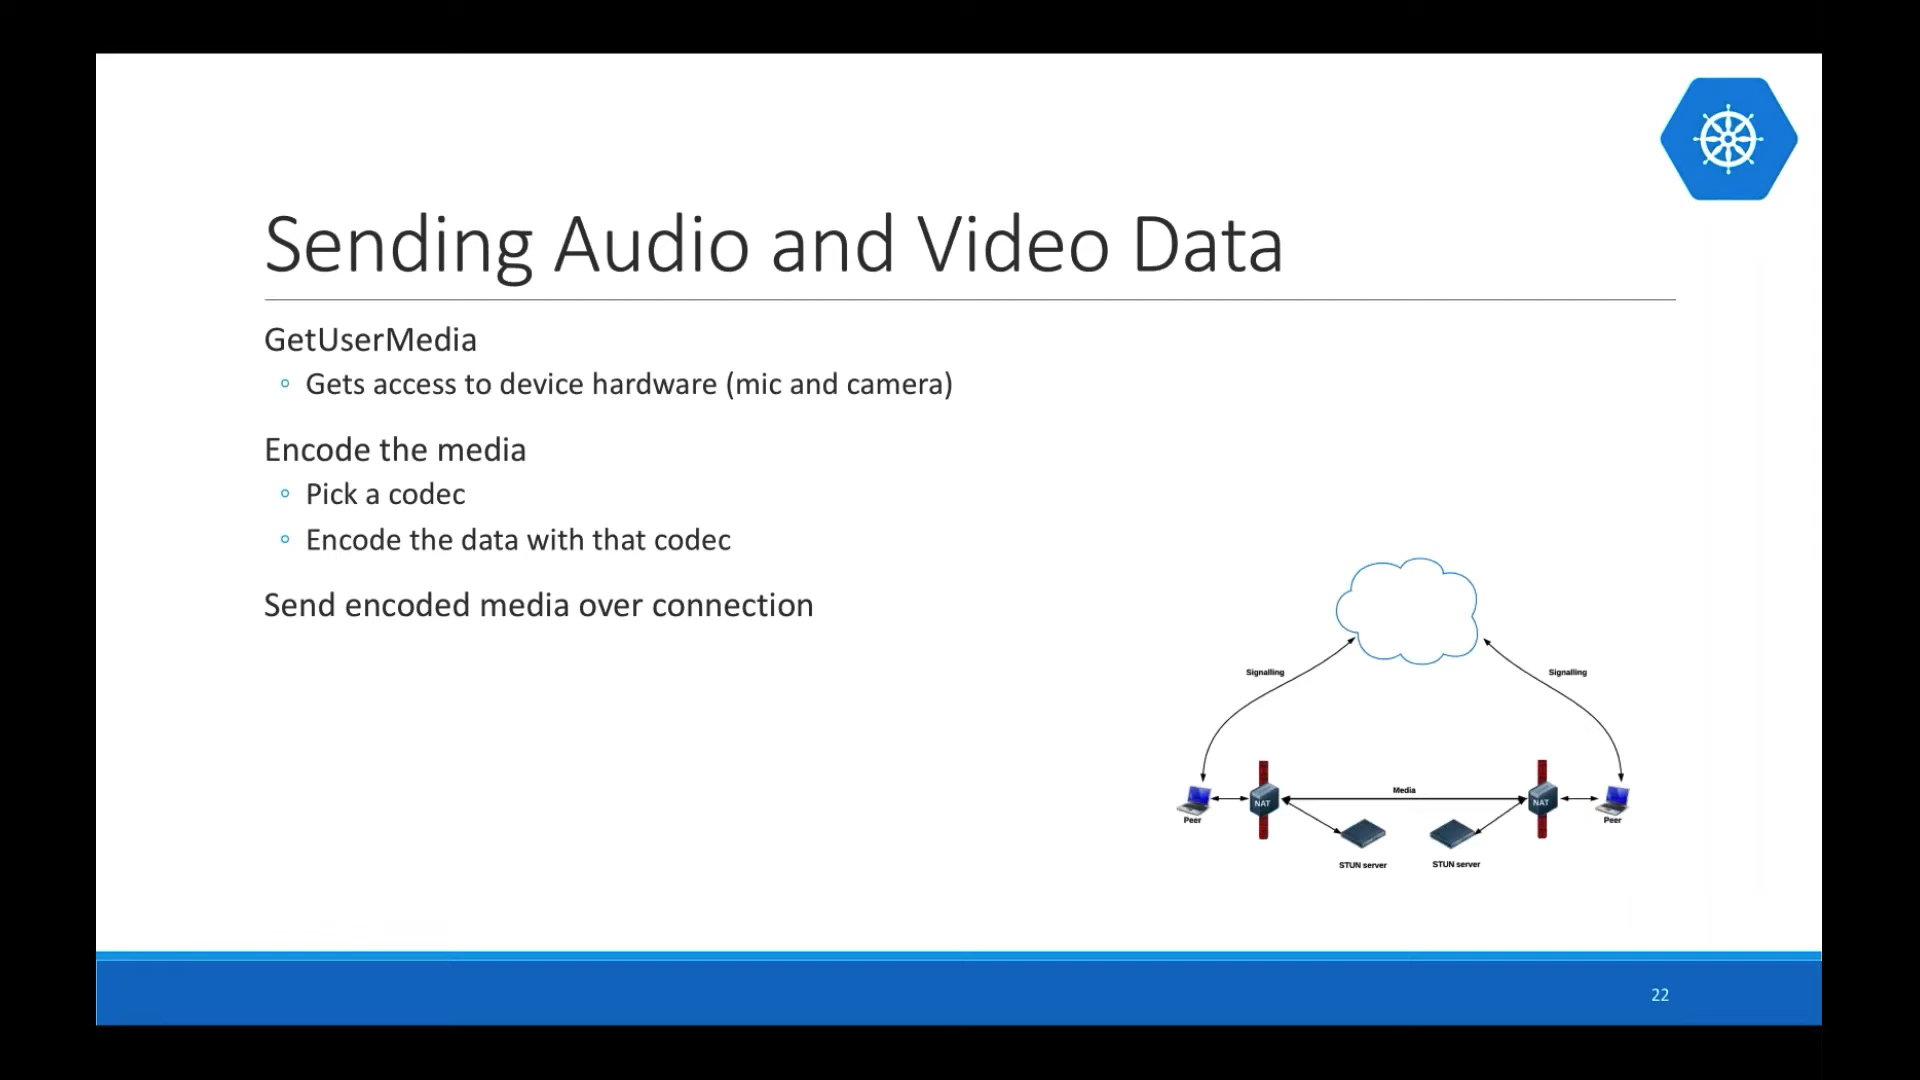 Sending Audio and Video Data
GetUserMedia
Gets access to device hardware (mic and camera)
Encode the media
Pick a codec
Encode the data with that codec
Send encoded media over connection
Signalling
Signalling
Media
NAT
NAT
Peer
Peer
STUN server
STUN server
22